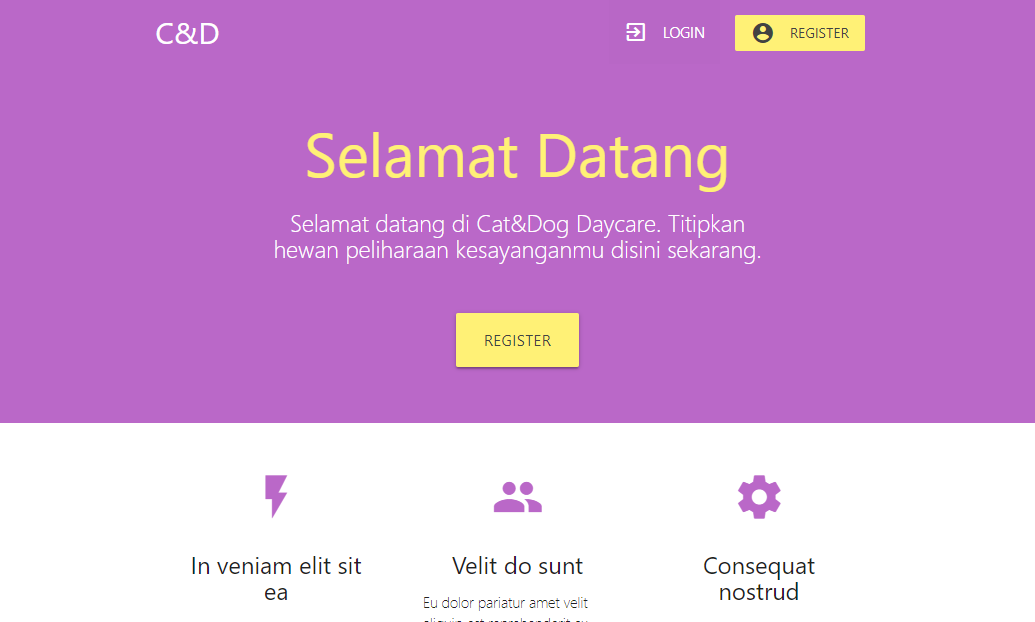 C&D
LOGIN
REGISTER
Selamat Datang
Selamat datang di Cat&Dog Daycare. Titipkan
hewan peliharaan kesayanganmu disini sekarang.
REGISTER
In veniam elit sit
ea
Velit do sunt
Eu dolor pariatur amet velit
Consequat
nostrud